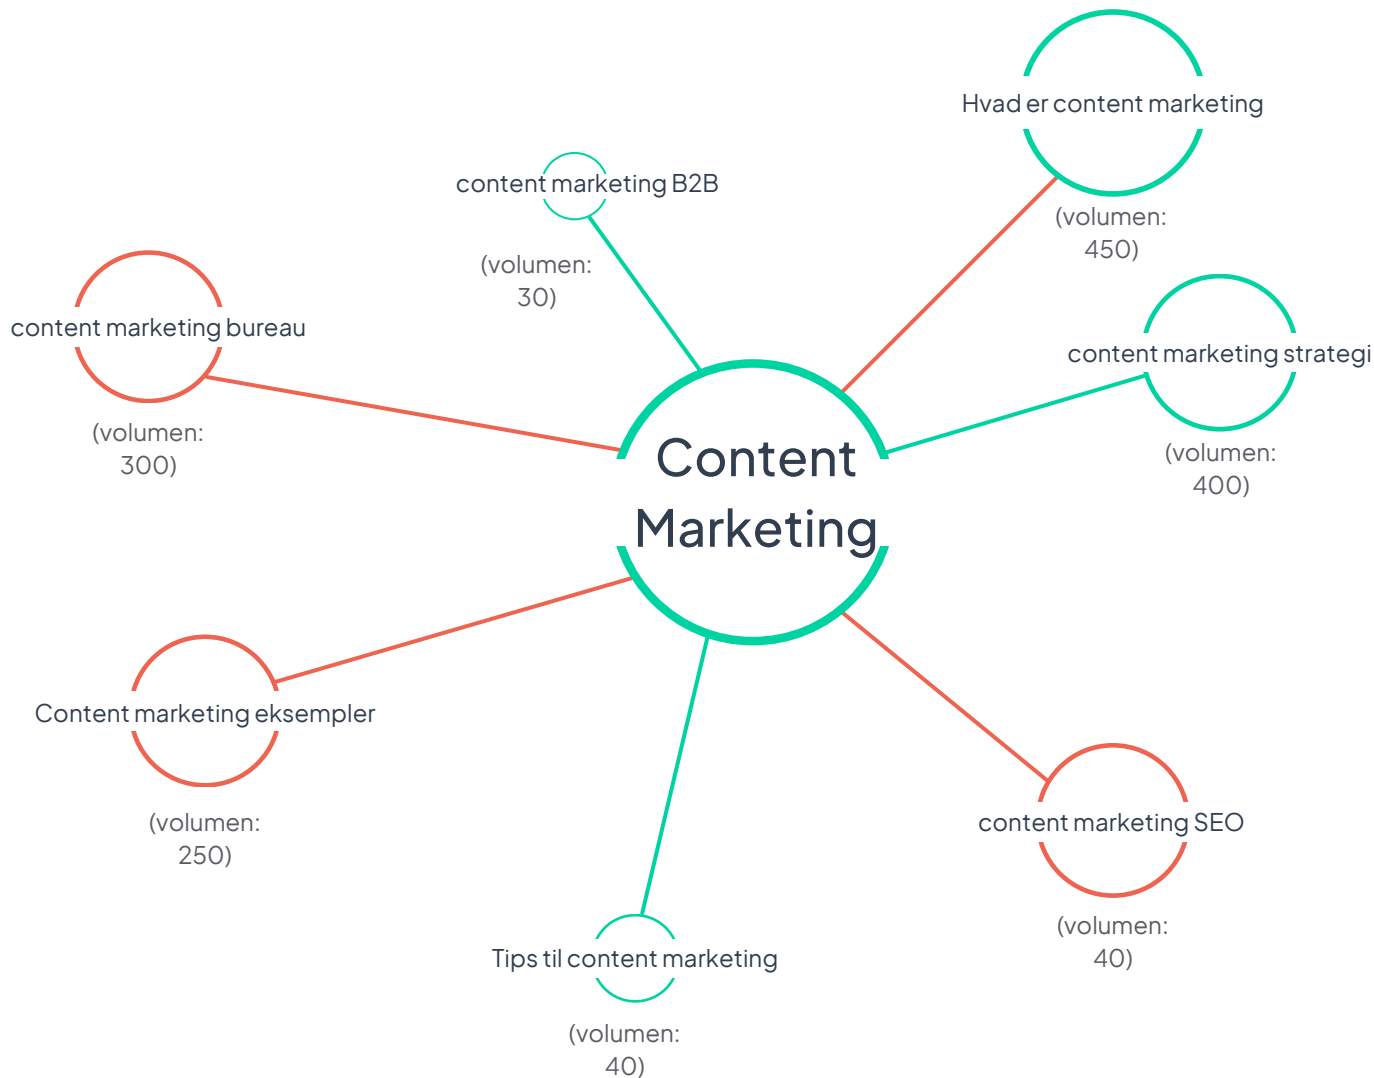 Hvad er content marketing
(volumen:
450)
content marketing B2B
(volumen:
30)
content marketing bureau
(volumen:
300)
content marketing strategi
(volumen:
400)
Content
Marketing
Content marketing eksempler
(volumen:
250)
content marketing SEO
(volumen:
40)
Tips til content marketing
(volumen:
40)